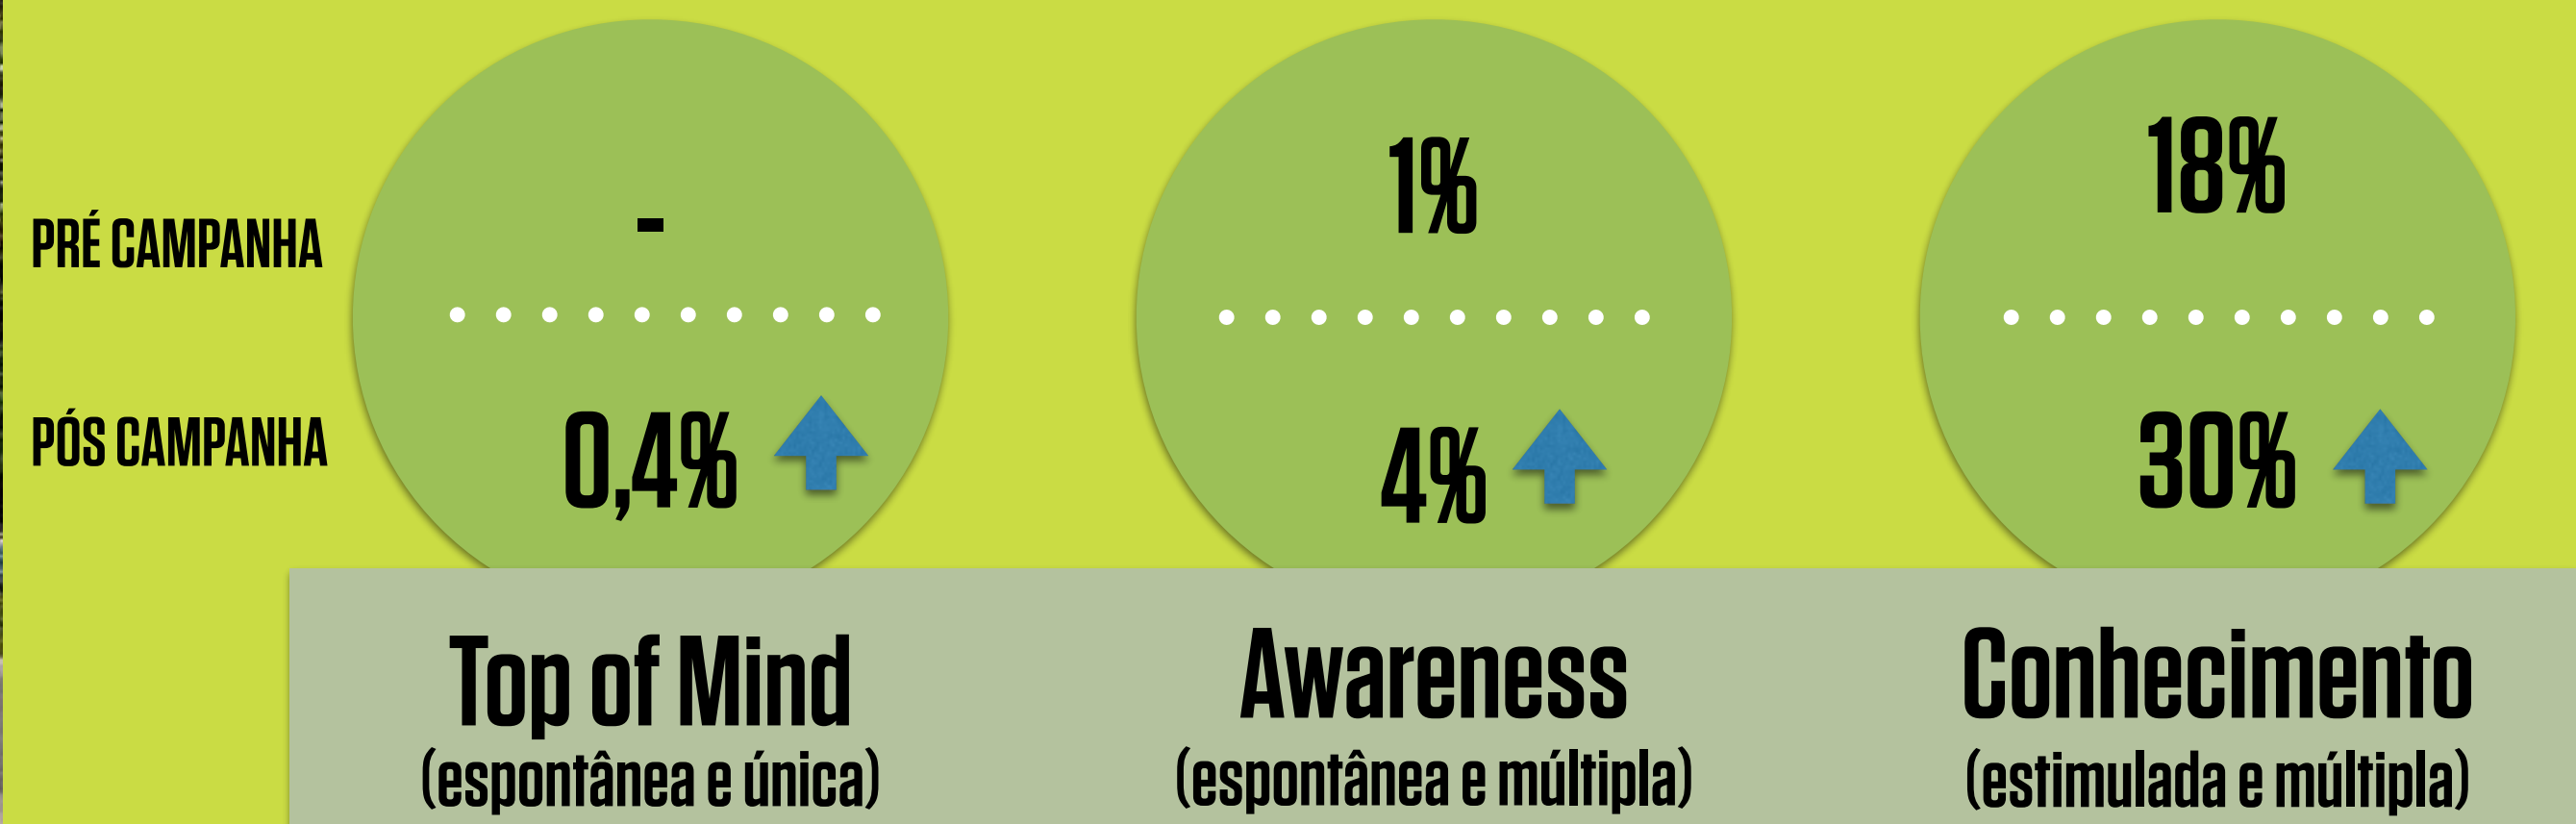 PRÉ CAMPANHA
-
1%
18%
PÓS CAMPANHA
0,4%
4%
30%
Top of Mind
(espontânea e única)
Awareness
(espontânea e múltipla)
Conhecimento
(estimulada e múltipla)